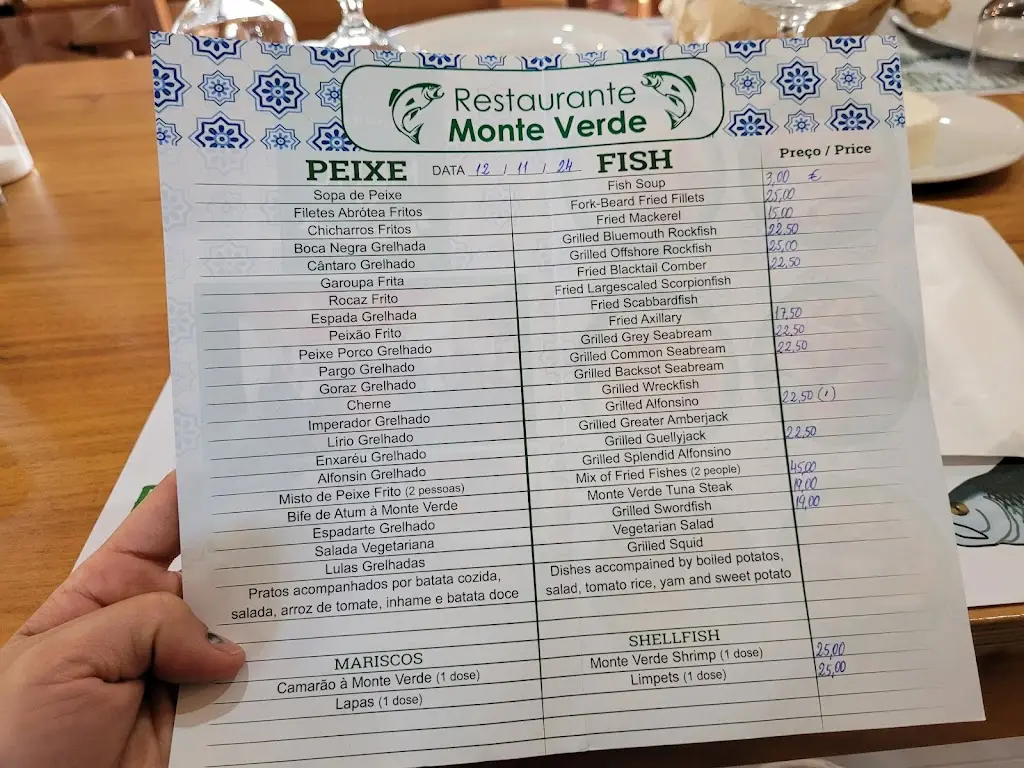 Restaurante
Monte Verde
PEIXE DATA 12 / 11 / 24 FISH Preço / Price
Sopa de Peixe Fish Soup 3,00 €
Filetes Abrótea Fritos Fork-Beard Fried Fillets 25,00
Chicharros Fritos Fried Mackerel 15,00
Boca Negra Grelhada Grilled Bluemouth Rockfish 22,50
Cântaro Grelhado Grilled Offshore Rockfish 25,00
Garoupa Frita Fried Blacktail Comber 22,50
Rocaz Frito Fried Largescaled Scorpionfish
Espada Grelhada Fried Scabbardfish
Peixão Frito Fried Axillary 17,50
Peixe Porco Grelhado Grilled Grey Seabream 22,50
Pargo Grelhado Grilled Common Seabream 22,50
Goraz Grelhado Grilled Backsot Seabream
Cherne Grilled Wreckfish
Imperador Grelhado Grilled Alfonsino 22,50 (1)
Lírio Grelhado Grilled Greater Amberjack
Enxaréu Grelhado Grilled Guellyjack 22,50
Alfonsin Grelhado Grilled Splendid Alfonsino
Misto de Peixe Frito (2 pessoas) Mix of Fried Fishes (2 people) 45,00
Bife de Atum à Monte Verde Monte Verde Tuna Steak 19,00
Espadarte Grelhado Grilled Swordfish 19,00
Salada Vegetariana Vegetarian Salad
Lulas Grelhadas Grilled Squid
Pratos acompanhados por batata cozida, Dishes accompained by boiled potatos,
salada, arroz de tomate, inhame e batata doce salad, tomato rice, yam and sweet potato
MARISCOS SHELLFISH
Camarão à Monte Verde (1 dose) Monte Verde Shrimp (1 dose) 25,00
Lapas (1 dose) Limpets (1 dose) 25,00